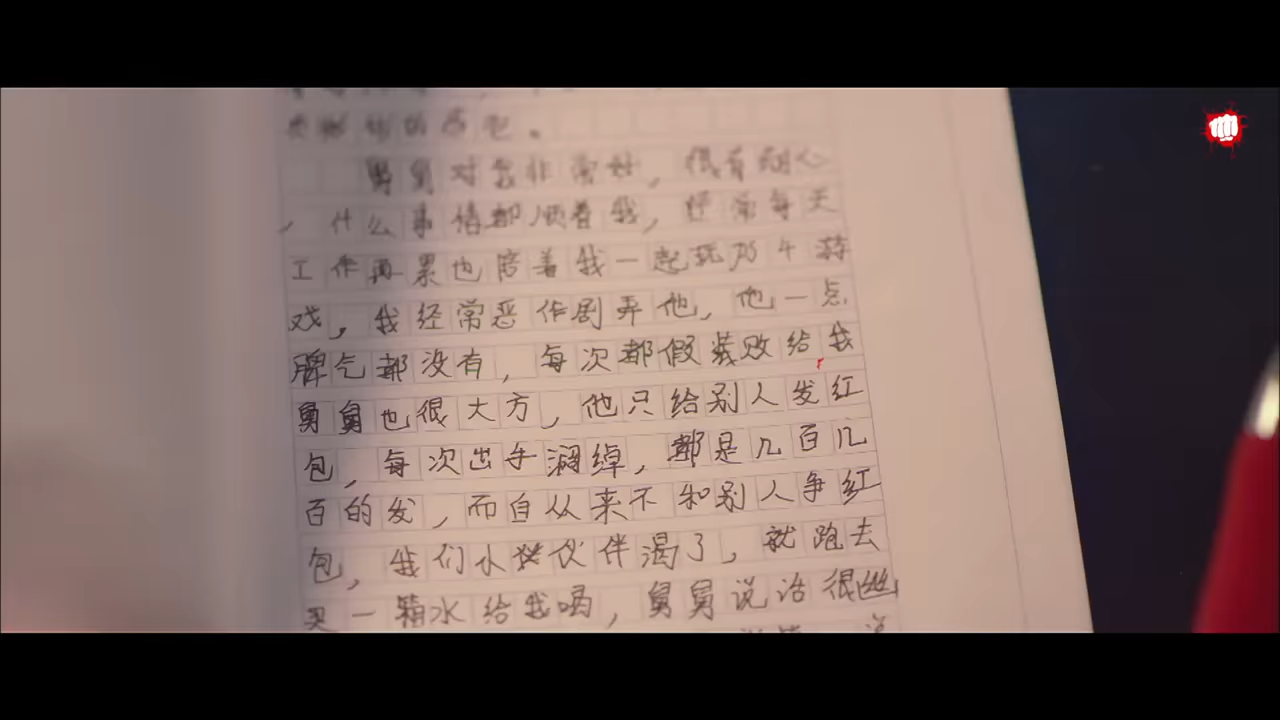 舅舅对我非常好，很有耐心
，什么事情都顺着我，经常每天
工作再累也陪着我一起玩乃4游
戏，我经常恶作剧弄他，他一点
脾气都没有，每次都假装败给我
舅舅也很大方，他只给别人发红
包，每次出手阔绰，都是几百几
百的发，而自从来不和别人争红
包，我们小伙伴渴了，就跑去
买一箱水给我喝，舅舅说话很幽